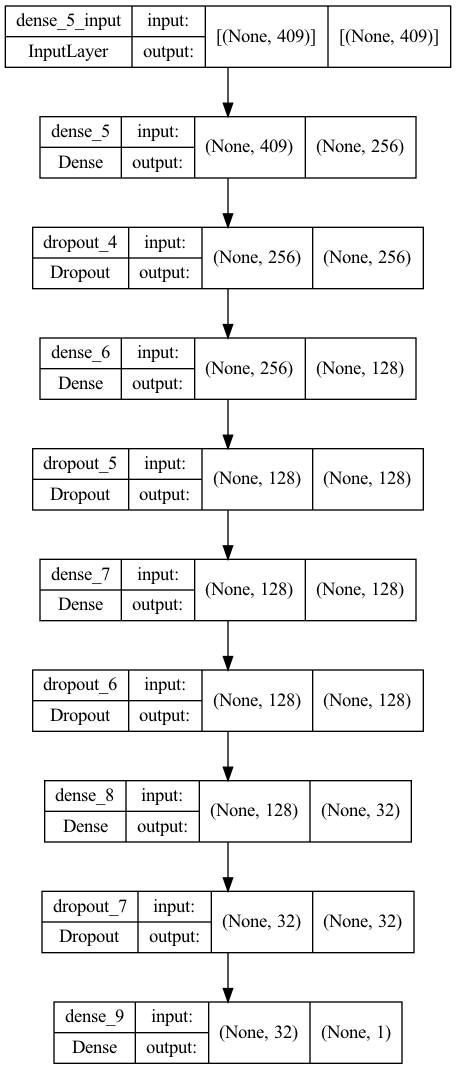 dense_5_input input: [(None, 409)] [(None, 409)]
InputLayer output:
dense_5 input: (None, 409) (None, 256)
Dense output:
dropout_4 input: (None, 256) (None, 256)
Dropout output:
dense_6 input: (None, 256) (None, 128)
Dense output:
dropout_5 input: (None, 128) (None, 128)
Dropout output:
dense_7 input: (None, 128) (None, 128)
Dense output:
dropout_6 input: (None, 128) (None, 128)
Dropout output:
dense_8 input: (None, 128) (None, 32)
Dense output:
dropout_7 input: (None, 32) (None, 32)
Dropout output:
dense_9 input: (None, 32) (None, 1)
Dense output: